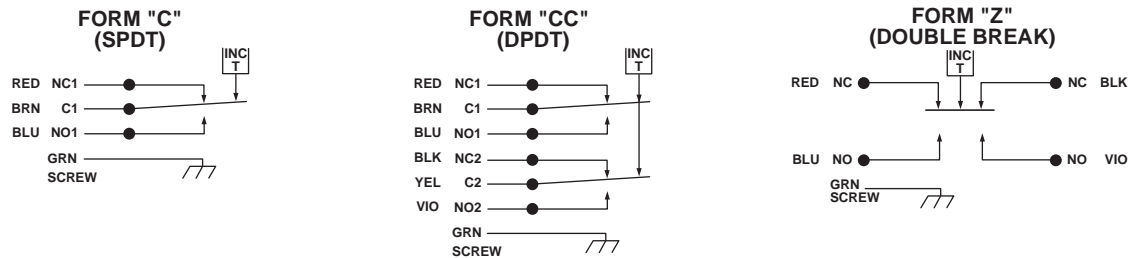 FORM "C"
(SPDT)
INC
T
RED NC1
BRN C1
BLU NO1
GRN
SCREW
FORM "CC"
(DPDT)
INC
T
RED NC1
BRN C1
BLU NO1
BLK NC2
YEL C2
VIO NO2
GRN
SCREW
FORM "Z"
(DOUBLE BREAK)
INC
T
RED NC
NC BLK
BLU NO
NO VIO
GRN
SCREW